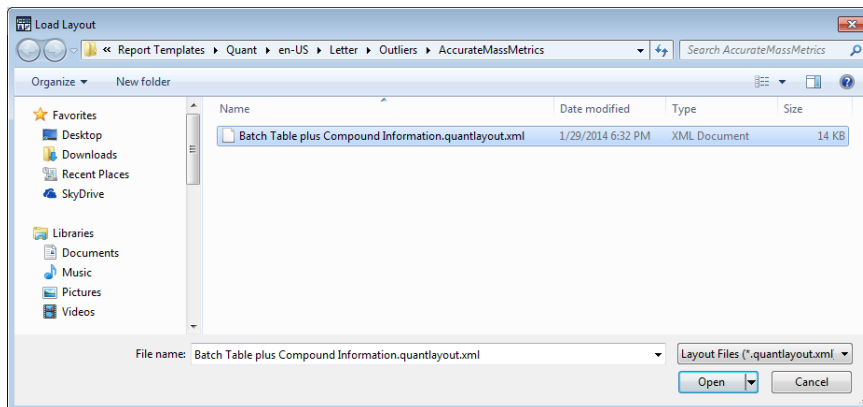 Load Layout
« Report Templates ▸ Quant ▸ en-US ▸ Letter ▸ Outliers ▸ AccurateMassMetrics
Search AccurateMassMetrics
Organize
New folder
Name Date modified Type Size
Batch Table plus Compound Information.quantlayout.xml 1/29/2014 6:32 PM XML Document 14 KB
Favorites
Desktop
Downloads
Recent Places
SkyDrive
Libraries
Documents
Music
Pictures
Videos
File name: Batch Table plus Compound Information.quantlayout.xml Layout Files (*.quantlayout.xml
Open Cancel